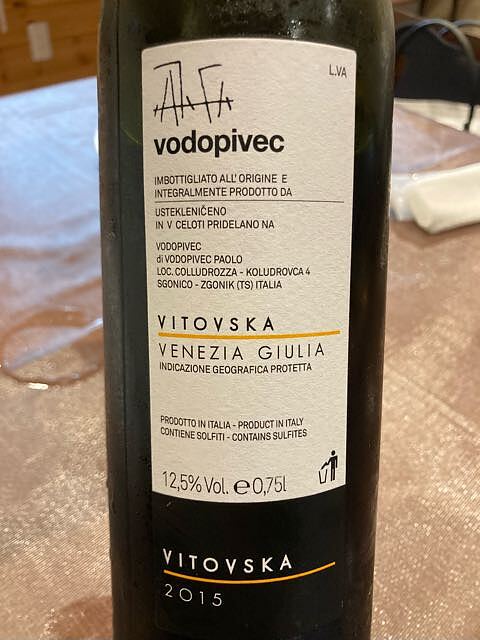 L.VA
vodopivec
IMBOTTIGLIATO ALL' ORIGINE E
INTEGRALMENTE PRODOTTO DA
USTEKLENIČENO
IN V CELOTI PRIDELANO NA
VODOPIVEC
di VODOPIVEC PAOLO
LOC. COLLUDROZZA - KOLUDROVCA 4
SGONICO - ZGONIK (TS) ITALIA
VITOVSKA
VENEZIA GIULIA
INDICAZIONE GEOGRAFICA PROTETTA
PRODOTTO IN ITALIA - PRODUCT IN ITALY
CONTIENE SOLFITI - CONTAINS SULFITES
12,5% Vol. ℮ 0,75l
VITOVSKA
2015